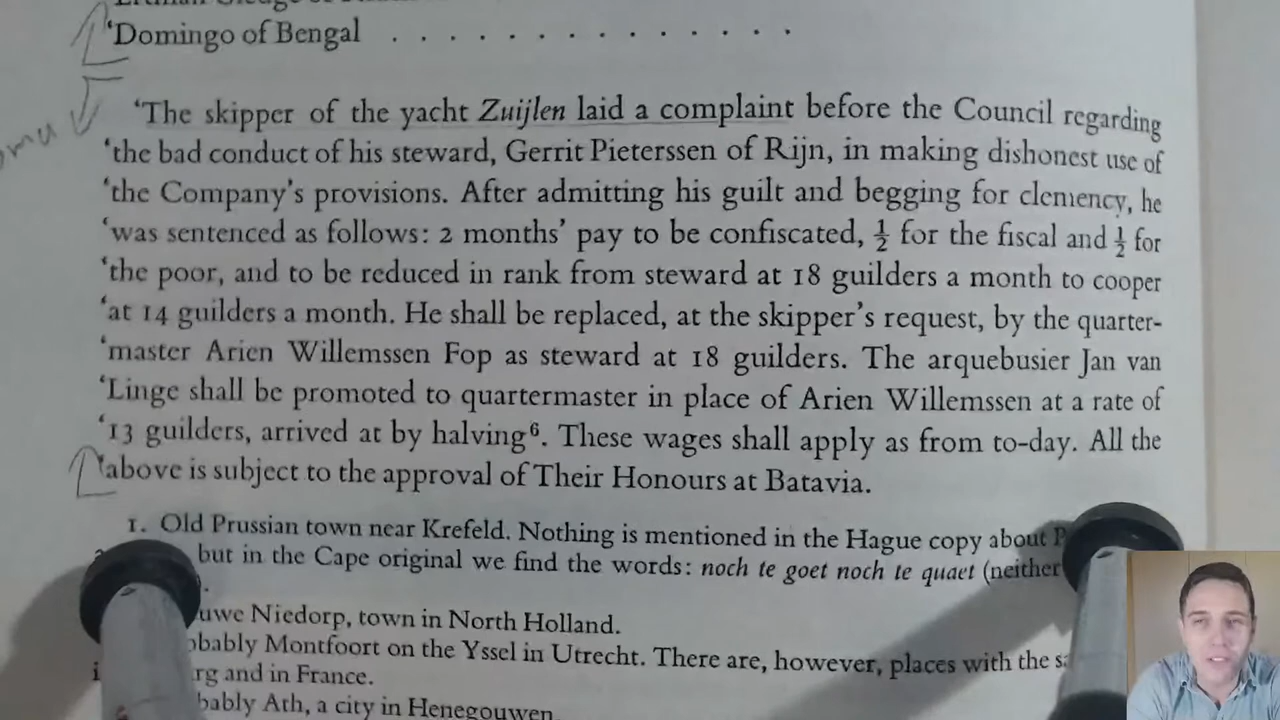 'Domingo of Bengal . . . . . . . . . . . . . .
'The skipper of the yacht Zuijlen laid a complaint before the Council regarding
'the bad conduct of his steward, Gerrit Pieterssen of Rijn, in making dishonest use of
'the Company's provisions. After admitting his guilt and begging for clemency, he
'was sentenced as follows: 2 months' pay to be confiscated, ½ for the fiscal and ½ for
'the poor, and to be reduced in rank from steward at 18 guilders a month to cooper
'at 14 guilders a month. He shall be replaced, at the skipper's request, by the quarter-
'master Arien Willemssen Fop as steward at 18 guilders. The arquebusier Jan van
'Linge shall be promoted to quartermaster in place of Arien Willemssen at a rate of
'13 guilders, arrived at by halving⁶. These wages shall apply as from to-day. All the
'above is subject to the approval of Their Honours at Batavia.
1. Old Prussian town near Krefeld. Nothing is mentioned in the Hague copy about
but in the Cape original we find the words: noch te goet noch te quaet (neither
Niedorp, town in North Holland.
Montfoort on the Yssel in Utrecht. There are, however, places with the
and in France.
Ath, a city in Henegouwen